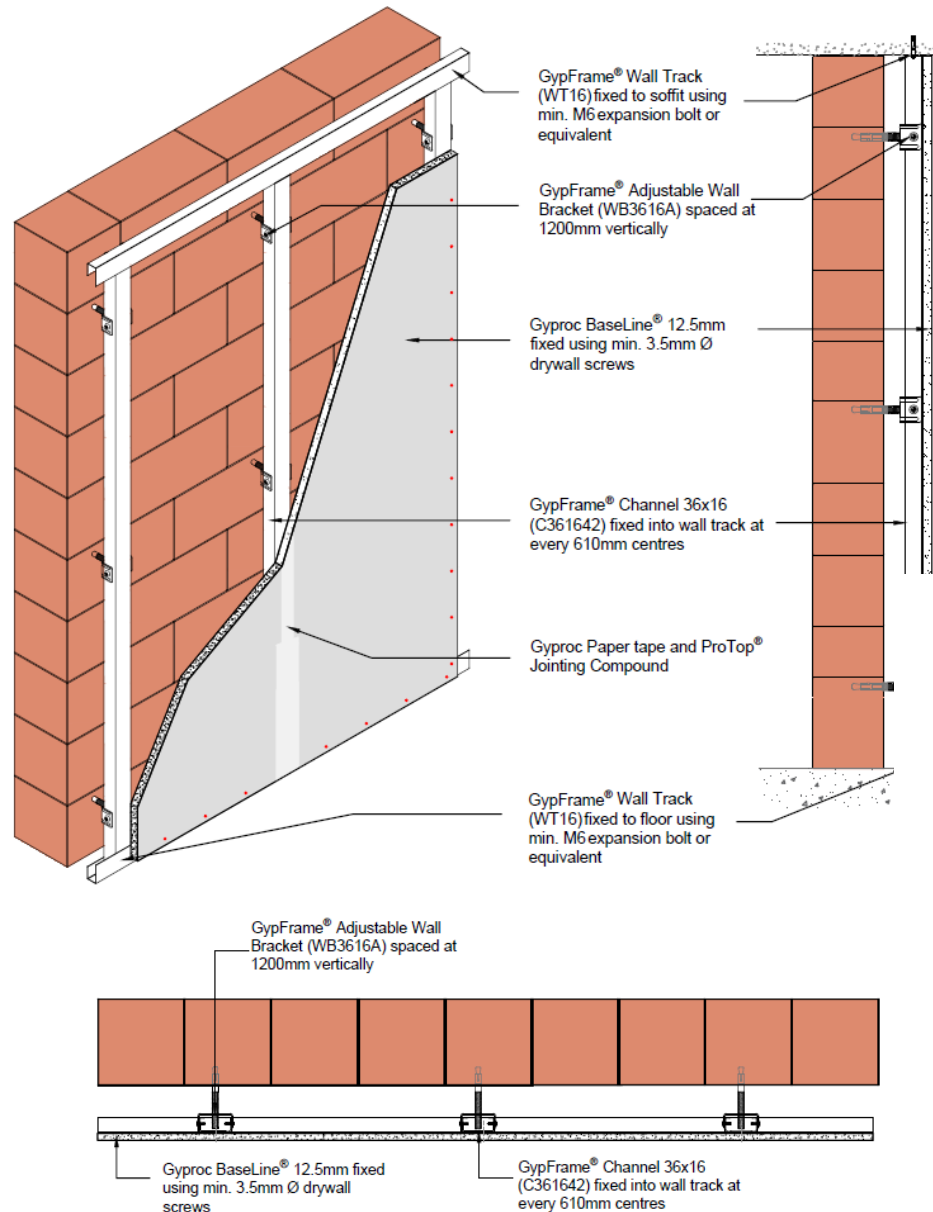 GypFrame® Wall Track
(WT16) fixed to soffit using
min. M6 expansion bolt or
equivalent
GypFrame® Adjustable Wall
Bracket (WB3616A) spaced at
1200mm vertically
Gyproc BaseLine® 12.5mm
fixed using min. 3.5mm Ø
drywall screws
GypFrame® Channel 36x16
(C361642) fixed into wall track at
every 610mm centres
Gyproc Paper tape and ProTop®
Jointing Compound
GypFrame® Wall Track
(WT16) fixed to floor using
min. M6 expansion bolt or
equivalent
GypFrame® Adjustable Wall
Bracket (WB3616A) spaced at
1200mm vertically
Gyproc BaseLine® 12.5mm fixed
using min. 3.5mm Ø drywall
screws
GypFrame® Channel 36x16
(C361642) fixed into wall track at
every 610mm centres